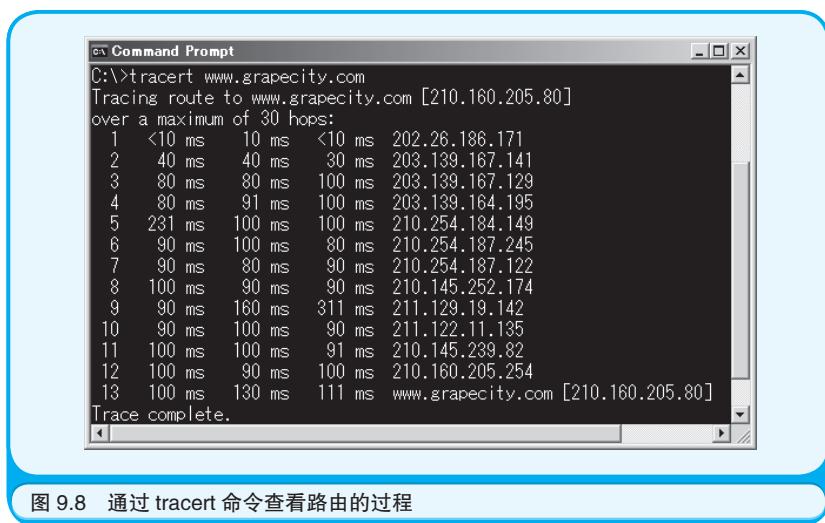 Command Prompt
C:\>tracert www.grapecity.com
Tracing route to www.grapecity.com [210.160.205.80]
over a maximum of 30 hops:
1 <10 ms 10 ms <10 ms 202.26.186.171
2 40 ms 40 ms 30 ms 203.139.167.141
3 80 ms 80 ms 100 ms 203.139.167.129
4 80 ms 91 ms 100 ms 203.139.164.195
5 231 ms 100 ms 100 ms 210.254.184.149
6 90 ms 100 ms 80 ms 210.254.187.245
7 90 ms 80 ms 90 ms 210.254.187.122
8 100 ms 90 ms 90 ms 210.145.252.174
9 90 ms 160 ms 311 ms 211.129.19.142
10 90 ms 100 ms 90 ms 211.122.11.135
11 100 ms 100 ms 91 ms 210.145.239.82
12 100 ms 90 ms 100 ms 210.160.205.254
13 100 ms 130 ms 111 ms www.grapecity.com [210.160.205.80]
Trace complete.
图 9.8 通过 tracert 命令查看路由的过程